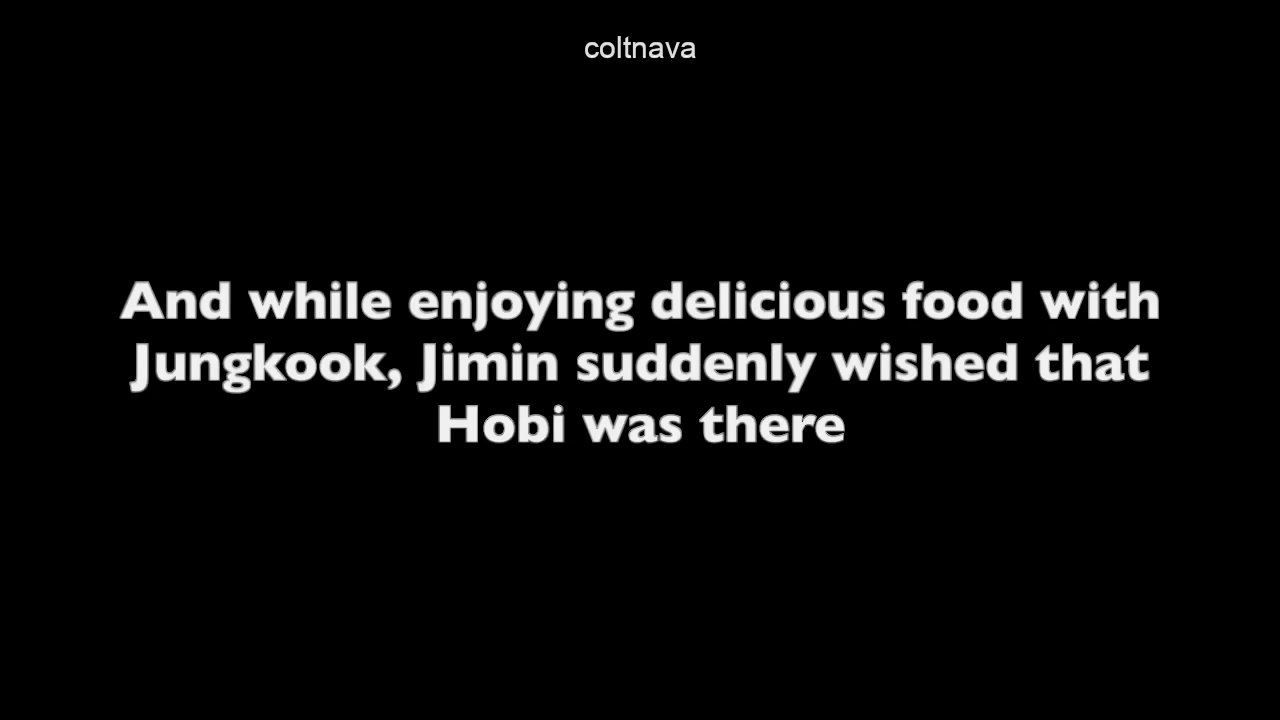 coltnava
And while enjoying delicious food with
Jungkook, Jimin suddenly wished that
Hobi was there